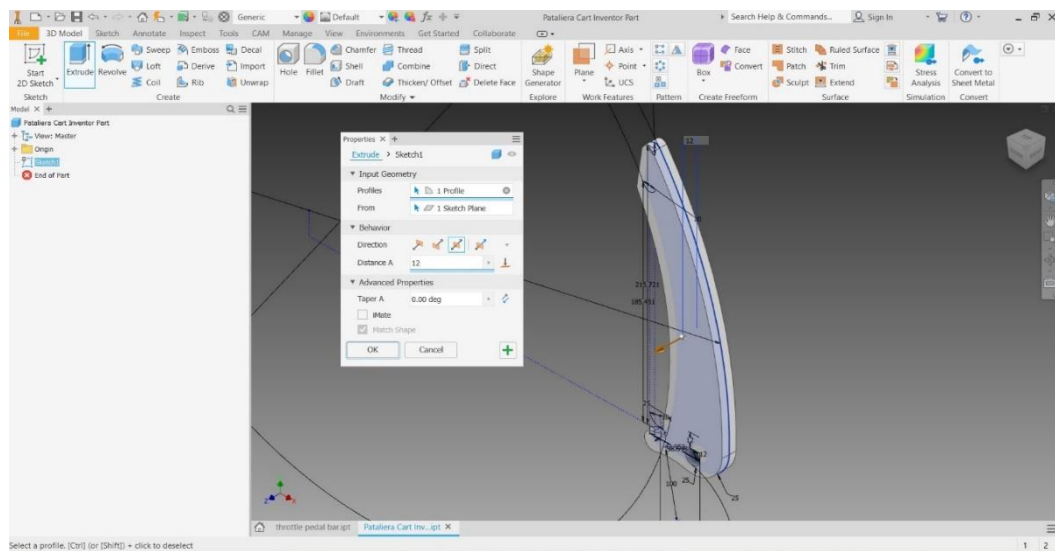 Generic
Default
Pataliera Cart Inventor Part
Search Help & Commands...
Sign In
File 3D Model Sketch Annotate Inspect Tools CAM Manage View Environments Get Started Collaborate
Start 2D Sketch
Extrude
Revolve
Sweep Emboss Decal
Loft Derive Import
Coil Rib Unwrap
Hole
Fillet
Chamfer Thread Split
Shell Combine Direct
Draft Thicken/ Offset Delete Face
Shape Generator
Plane
Axis
Point
UCS
Box
Face
Convert
Stitch Ruled Surface
Patch Trim
Sculpt Extend
Stress Analysis
Convert to Sheet Metal
Sketch Create Modify Explore Work Features Pattern Create Freeform Surface Simulation Convert
Model
Pataliera Cart Inventor Part
View: Master
Origin
Sketch1
End of Part
Properties
Extrude > Sketch1
Input Geometry
Profiles 1 Profile
From 1 Sketch Plane
Behavior
Direction
Distance A 12
Advanced Properties
Taper A 0.00 deg
iMate
Match Shape
OK Cancel
12
185,451
25
12
100 25
25
throttle pedal bar.ipt Pataliera Cart Inv...ipt
Select a profile. [Ctrl] (or [Shift]) + click to deselect
1 2